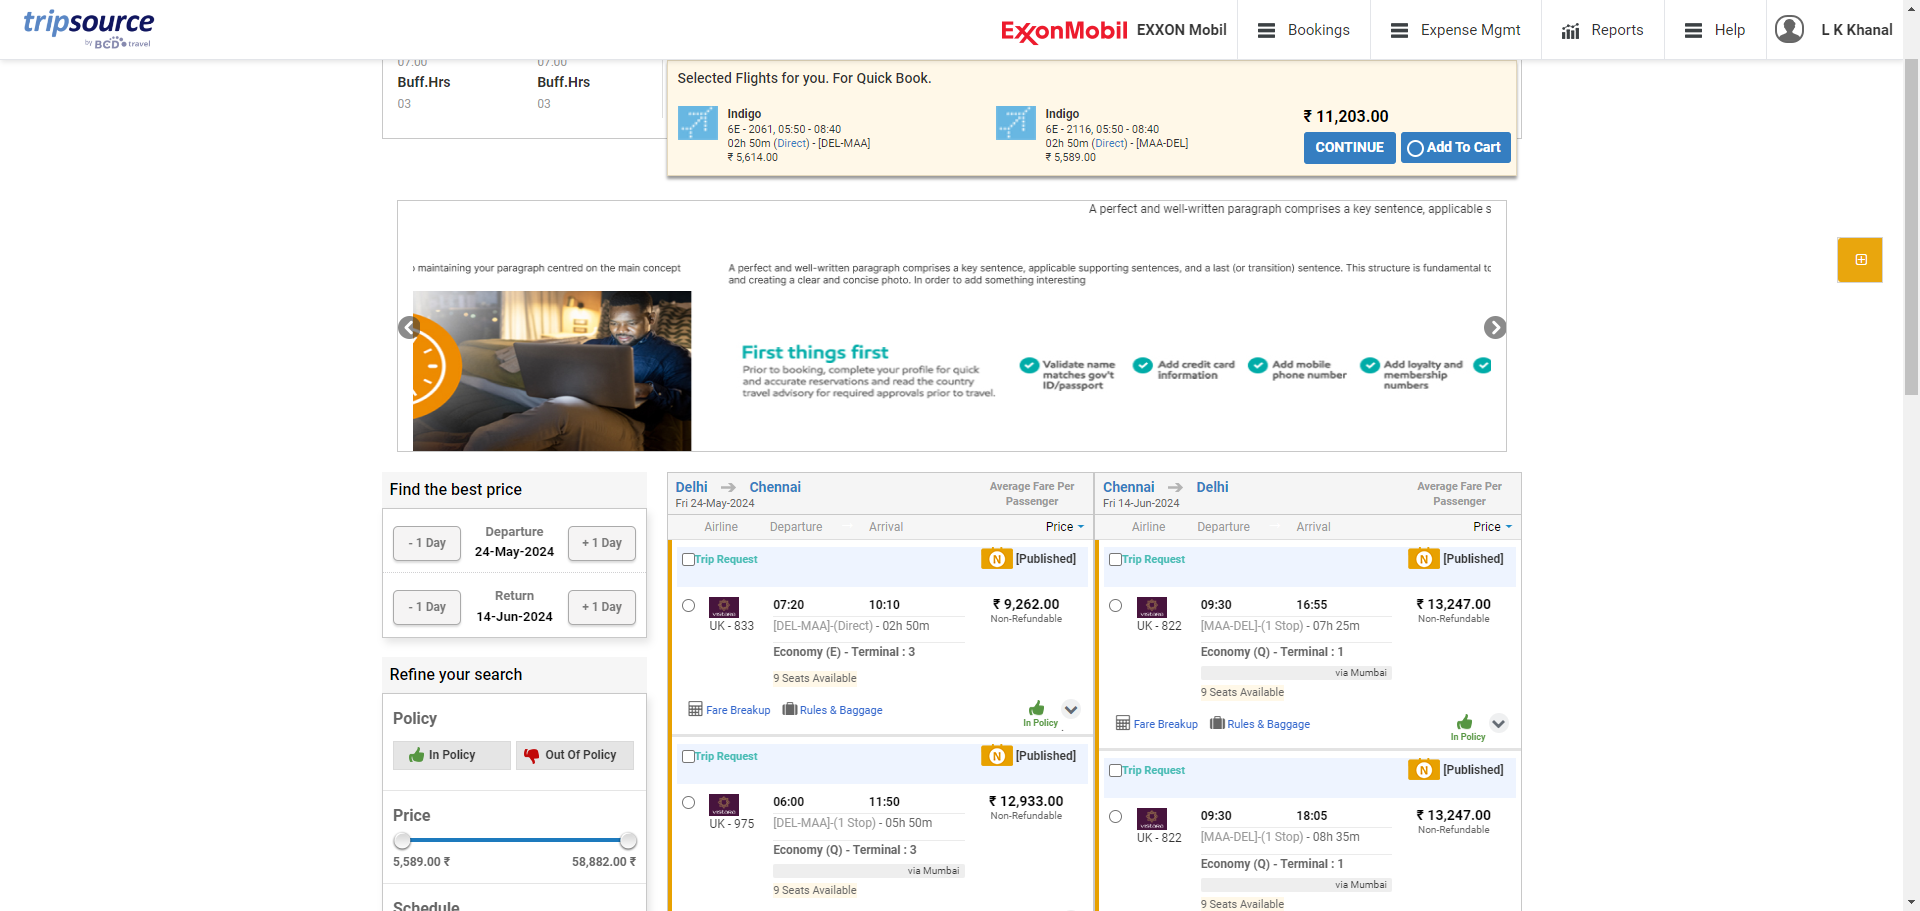 tripsource
by BCD travel
ExxonMobil
EXXON Mobil
Bookings
Expense Mgmt
Reports
Help
L K Khanal
07:00
07:00
Buff.Hrs
Buff.Hrs
03
03
Selected Flights for you. For Quick Book.
Indigo
6E - 2061, 05:50 - 08:40
02h 50m (Direct) - [DEL-MAA]
₹ 5,614.00
Indigo
6E - 2116, 05:50 - 08:40
02h 50m (Direct) - [MAA-DEL]
₹ 5,589.00
₹ 11,203.00
CONTINUE
Add To Cart
A perfect and well-written paragraph comprises a key sentence, applicable s
maintaining your paragraph centred on the main concept
A perfect and well-written paragraph comprises a key sentence, applicable supporting sentences, and a last (or transition) sentence. This structure is fundamental to
and creating a clear and concise photo. In order to add something interesting
First things first
Prior to booking, complete your profile for quick
and accurate reservations and read the country
travel advisory for required approvals prior to travel.
Validate name
matches gov't
ID/passport
Add credit card
information
Add mobile
phone number
Add loyalty and
membership
numbers
Find the best price
- 1 Day
Departure
24-May-2024
+ 1 Day
- 1 Day
Return
14-Jun-2024
+ 1 Day
Refine your search
Policy
In Policy
Out Of Policy
Price
5,589.00 ₹
58,882.00 ₹
Schedule
Delhi
Chennai
Fri 24-May-2024
Average Fare Per
Passenger
Airline
Departure
Arrival
Price
Trip Request
N
[Published]
vistara
UK - 833
07:20
10:10
[DEL-MAA]-(Direct) - 02h 50m
Economy (E) - Terminal : 3
9 Seats Available
₹ 9,262.00
Non-Refundable
Fare Breakup
Rules & Baggage
In Policy
Trip Request
N
[Published]
vistara
UK - 975
06:00
11:50
[DEL-MAA]-(1 Stop) - 05h 50m
Economy (Q) - Terminal : 3
via Mumbai
9 Seats Available
₹ 12,933.00
Non-Refundable
Chennai
Delhi
Fri 14-Jun-2024
Average Fare Per
Passenger
Airline
Departure
Arrival
Price
Trip Request
N
[Published]
vistara
UK - 822
09:30
16:55
[MAA-DEL]-(1 Stop) - 07h 25m
Economy (Q) - Terminal : 1
via Mumbai
9 Seats Available
₹ 13,247.00
Non-Refundable
Fare Breakup
Rules & Baggage
In Policy
Trip Request
N
[Published]
vistara
UK - 822
09:30
18:05
[MAA-DEL]-(1 Stop) - 08h 35m
Economy (Q) - Terminal : 1
via Mumbai
9 Seats Available
₹ 13,247.00
Non-Refundable